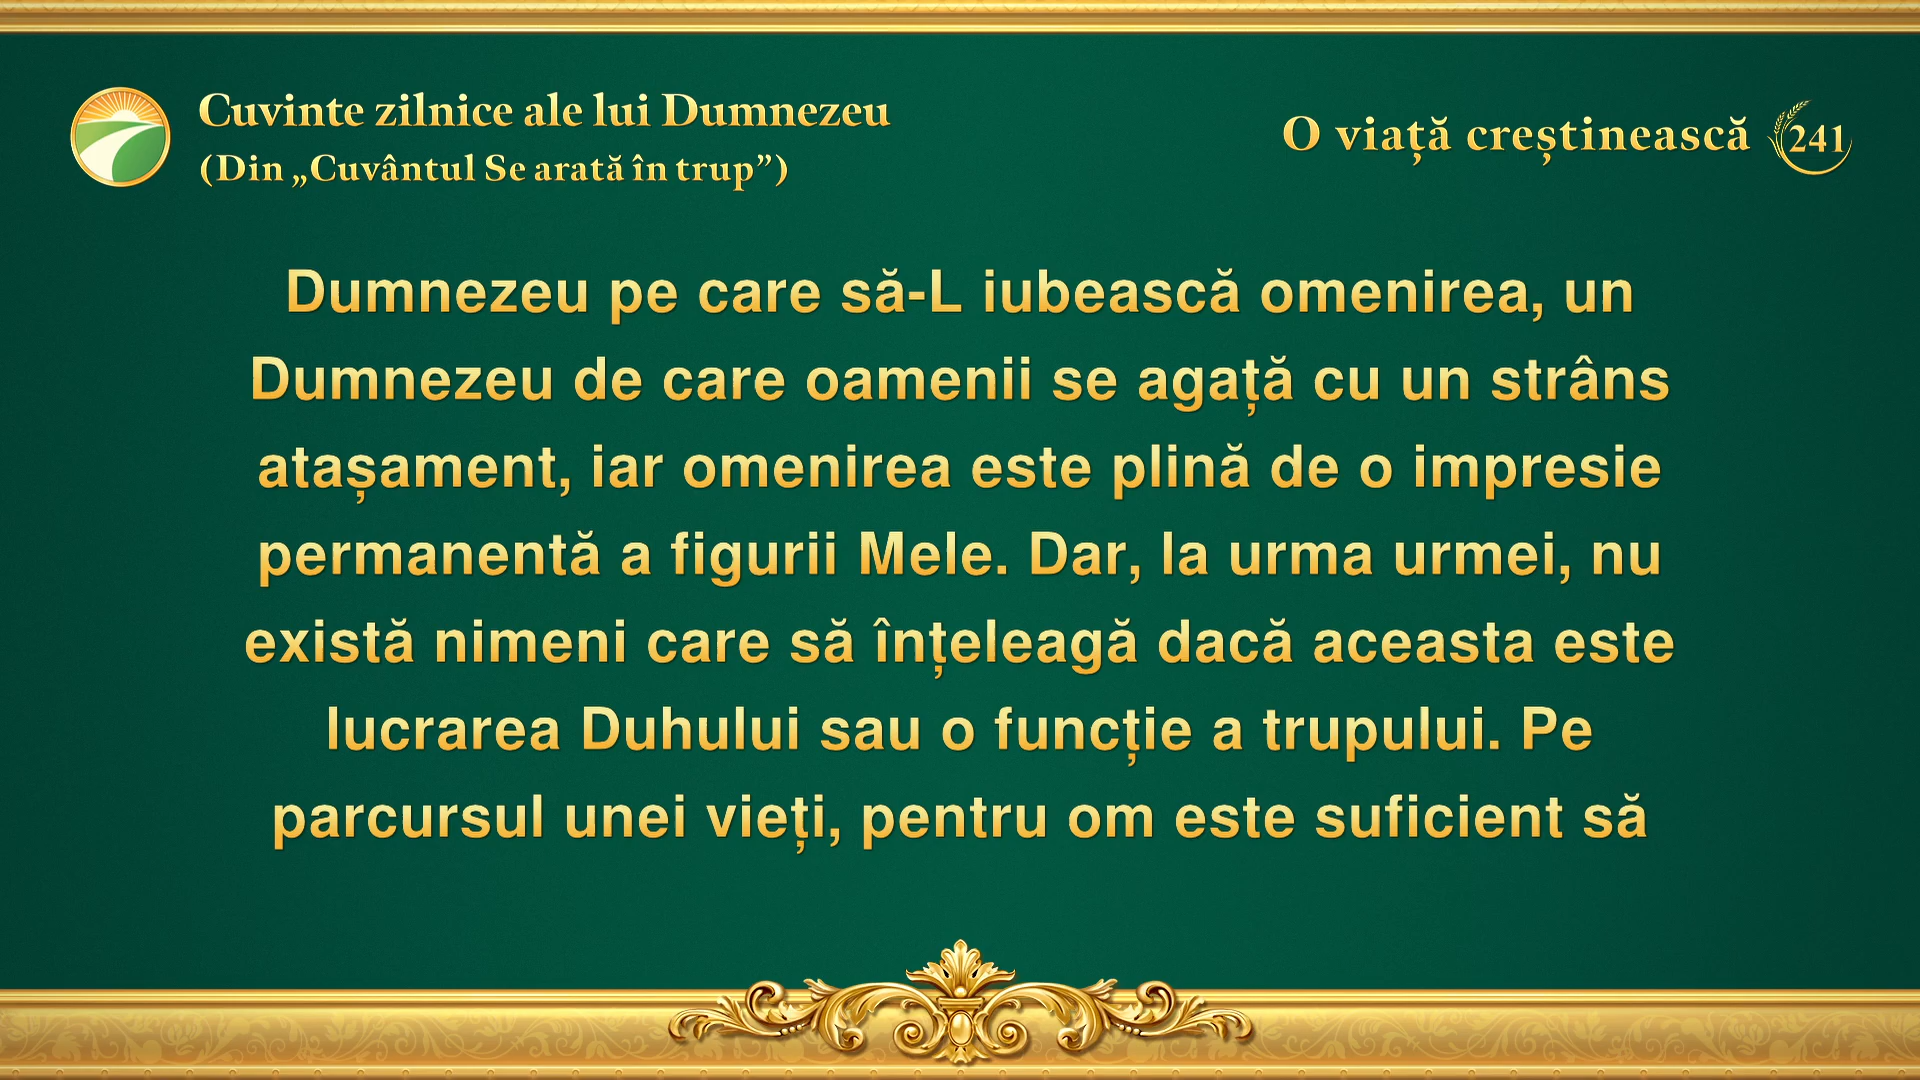 Cuvinte zilnice ale lui Dumnezeu
(Din „Cuvântul Se arată în trup”)
O viață creștinească 241
Dumnezeu pe care să-L iubească omenirea, un
Dumnezeu de care oamenii se agață cu un strâns
atașament, iar omenirea este plină de o impresie
permanentă a figurii Mele. Dar, la urma urmei, nu
există nimeni care să înțeleagă dacă aceasta este
lucrarea Duhului sau o funcție a trupului. Pe
parcursul unei vieți, pentru om este suficient să